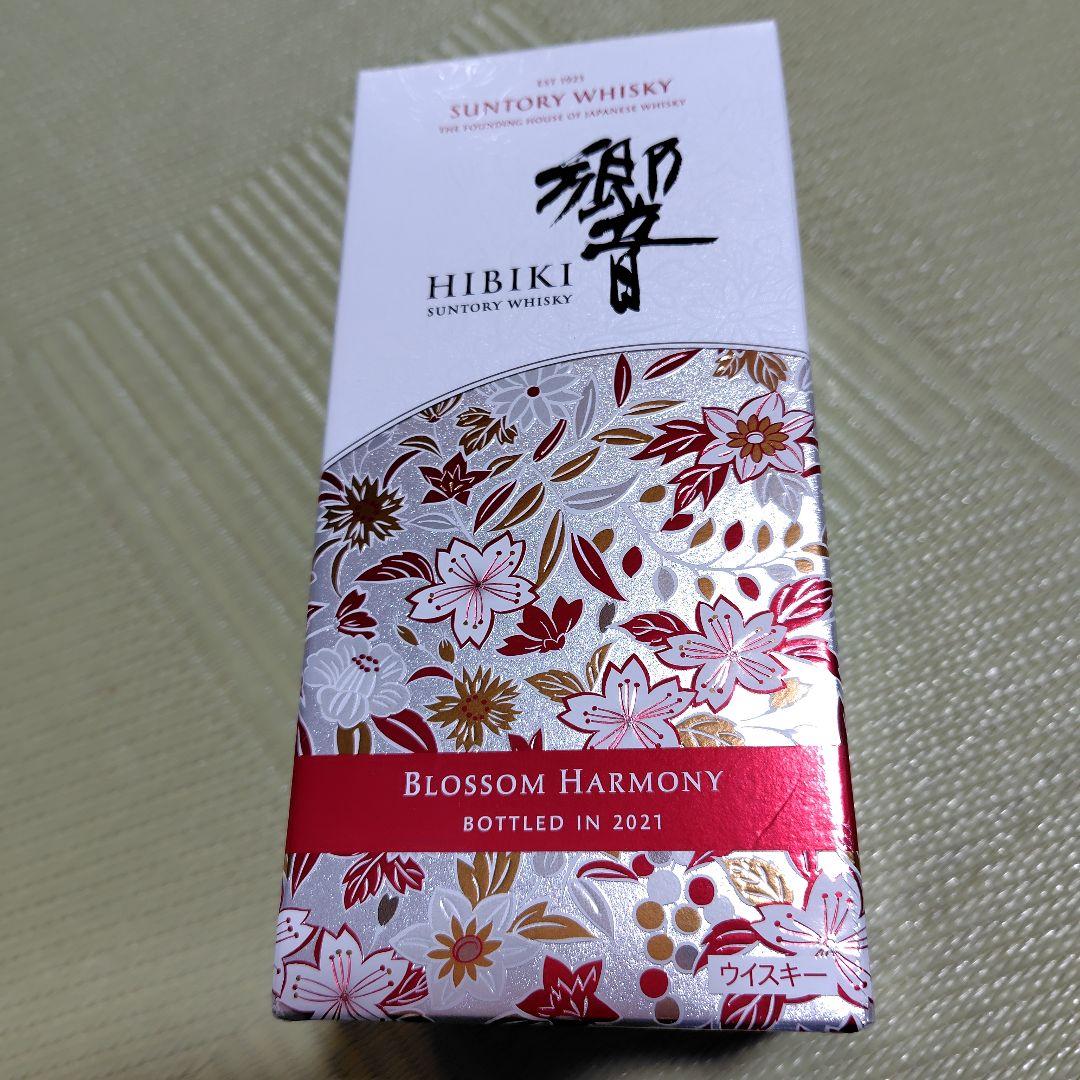 EST 1923
SUNTORY WHISKY
THE FOUNDING HOUSE OF JAPANESE WHISKY
響
HIBIKI
SUNTORY WHISKY
BLOSSOM HARMONY
BOTTLED IN 2021
ウイスキー